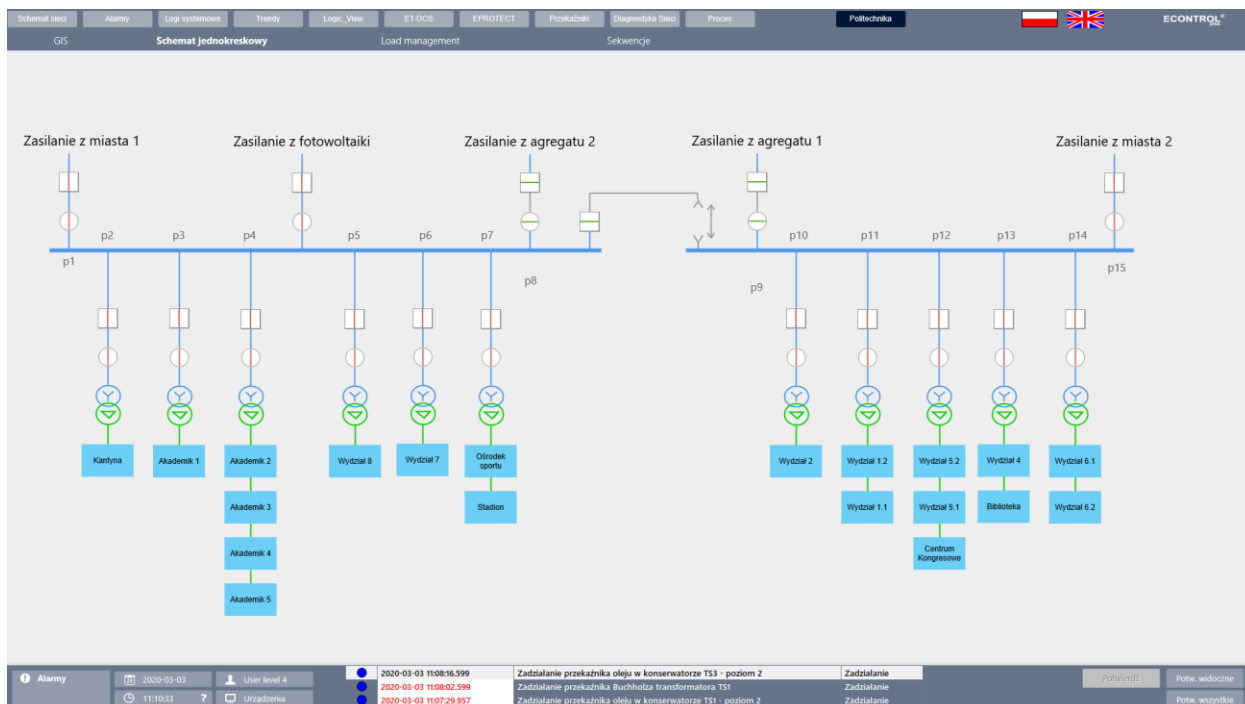 Schemat sieci Alarmy Logi systemowe Trendy Logic_View ET-DCS EPROTECT Przekaźniki Diagnostyka Sieci Proces Politechnika ECONTROL®
GIS Schemat jednokreskowy Load management Sekwencje
Zasilanie z miasta 1 Zasilanie z fotowoltaiki Zasilanie z agregatu 2 Zasilanie z agregatu 1 Zasilanie z miasta 2
p2 p3 p4 p5 p6 p7 p10 p11 p12 p13 p14
p1 p8 p9 p15
Kantyna Akademik 1 Akademik 2 Wydział 8 Wydział 7 Ośrodek sportu Wydział 2 Wydział 1.2 Wydział 5.2 Wydział 4 Wydział 6.1
Akademik 3 Stadion Wydział 1.1 Wydział 5.1 Biblioteka Wydział 6.2
Akademik 4 Centrum Kongresowe
Akademik 5
Alarmy 2020-03-03 User level 4 2020-03-03 11:08:16.599 Zadziałanie przekaźnika oleju w konserwatorze TS3 - poziom 2 Zadziałanie Potwierdź Potw. widoczne
2020-03-03 11:08:02.599 Zadziałanie przekaźnika Buchholza transformatora TS1 Zadziałanie
11:10:33 ? Urządzenia 2020-03-03 11:07:29.957 Zadziałanie przekaźnika oleju w konserwatorze TS1 - poziom 2 Zadziałanie Potw. wszystkie